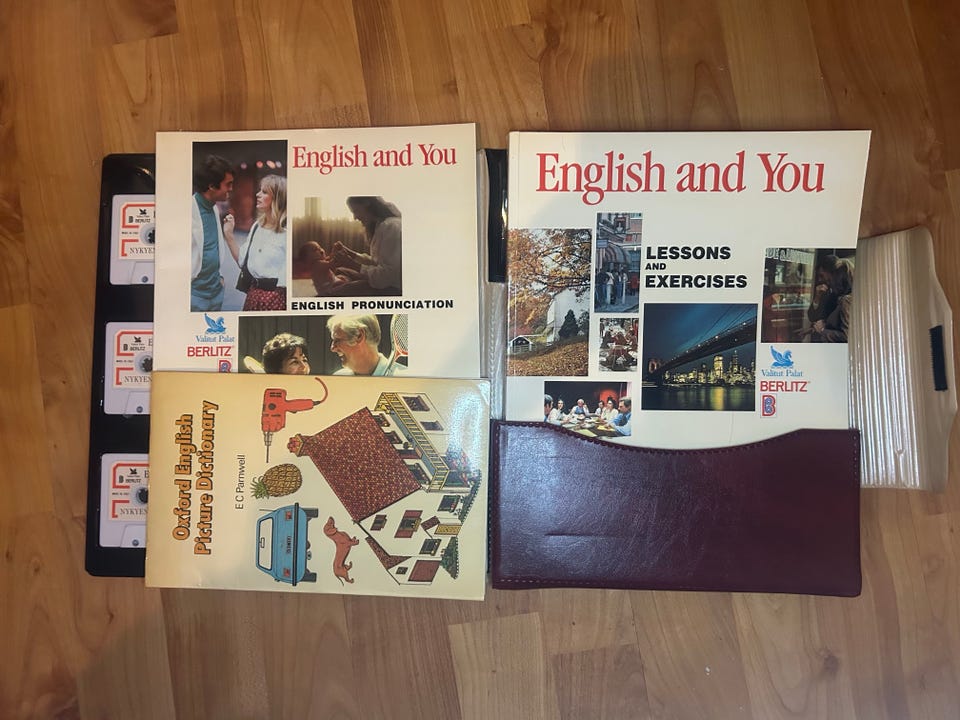 English and You
ENGLISH PRONUNCIATION
Valitut Palat
BERLITZ
B
Oxford English
Picture Dictionary
E C Parnwell
English and You
LESSONS
AND
EXERCISES
Valitut Palat
BERLITZ
B
BERLITZ
NYKYEN
BERLITZ
NYKYEN
BERLITZ
NYKYEN